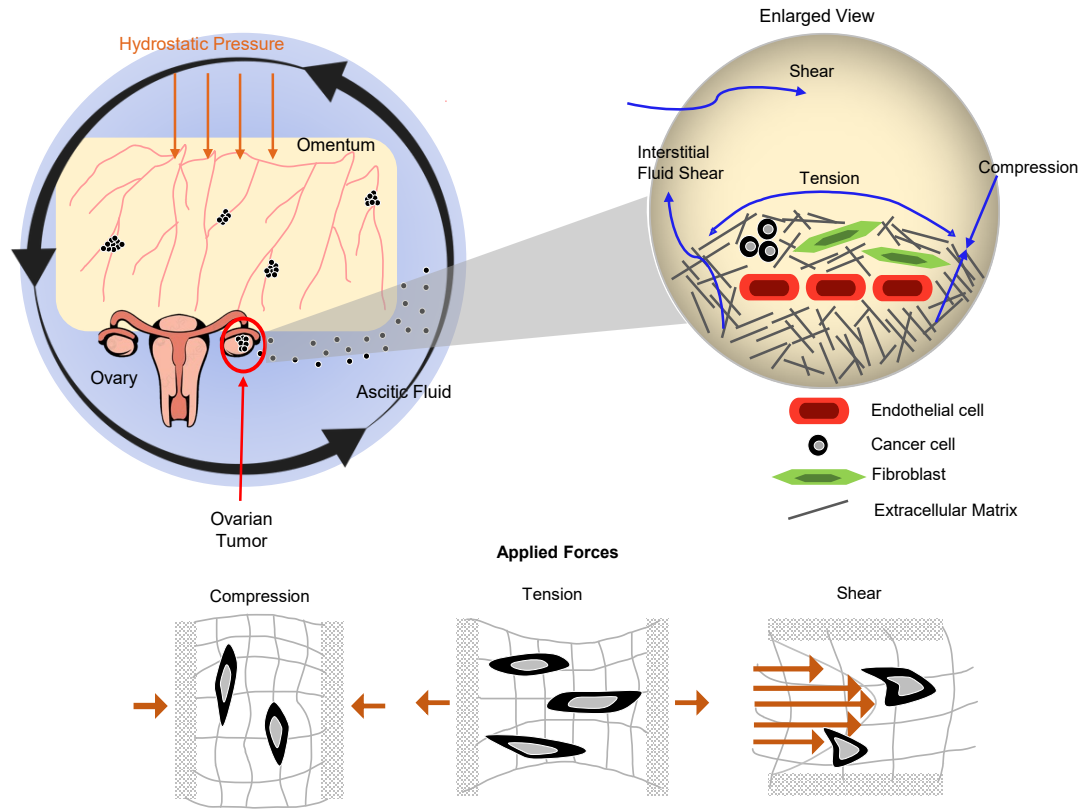 Enlarged View
Hydrostatic Pressure
Shear
Omentum
Interstitial
Fluid Shear
Tension
Compression
Ovary
Ascitic Fluid
Endothelial cell
Cancer cell
Fibroblast
Extracellular Matrix
Ovarian
Tumor
Applied Forces
Compression
Tension
Shear